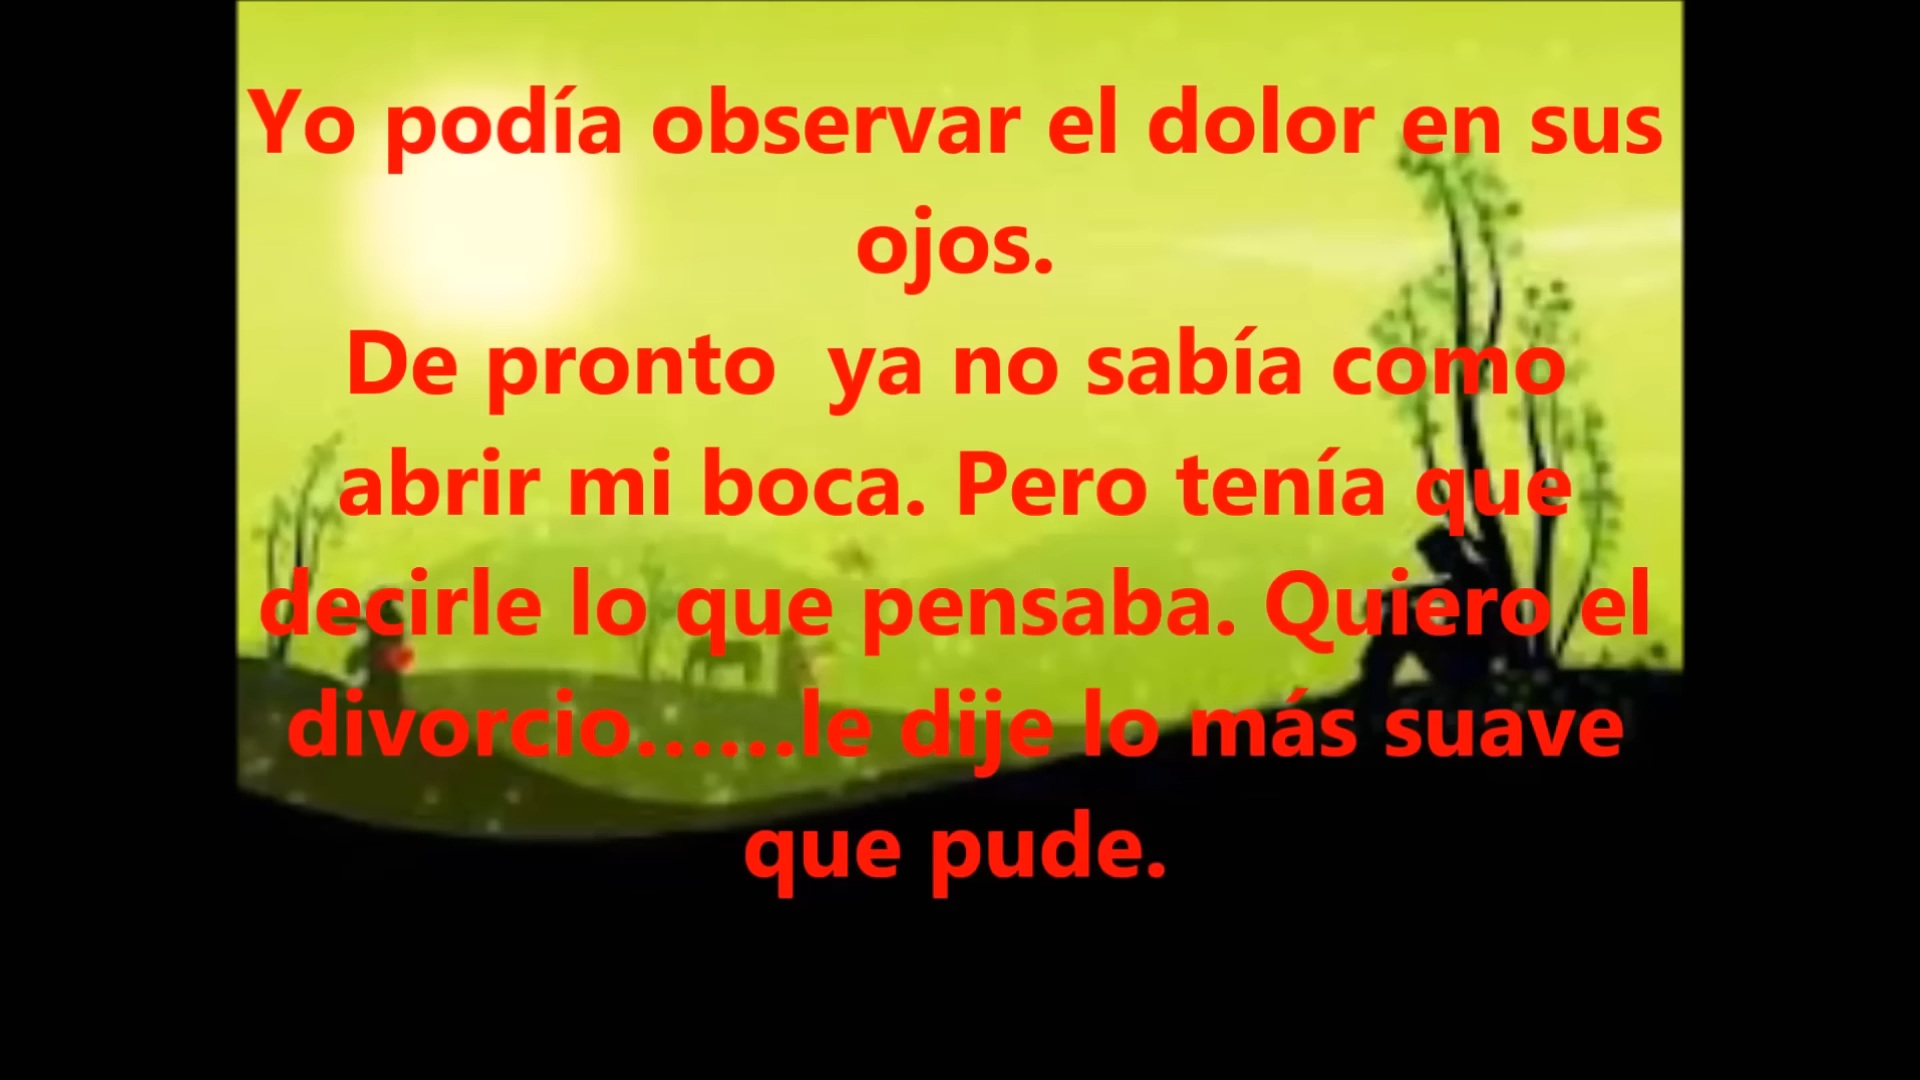 Yo podía observar el dolor en sus
ojos.
De pronto  ya no sabía como
abrir mi boca. Pero tenía que
decirle lo que pensaba. Quiero el
divorcio......le dije lo más suave
que pude.